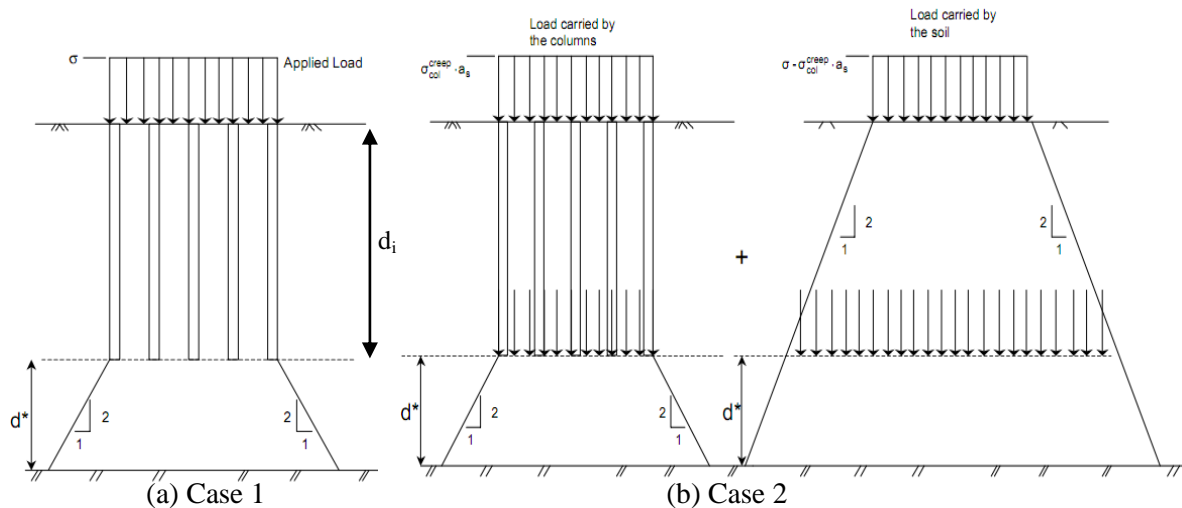 σ
Applied Load
dᵢ
d*
2
1
2
1
(a) Case 1
Load carried by
the columns
σ_col^creep · a_s
d*
2
1
2
1
+
Load carried by
the soil
σ - σ_col^creep · a_s
2
1
2
1
d*
(b) Case 2